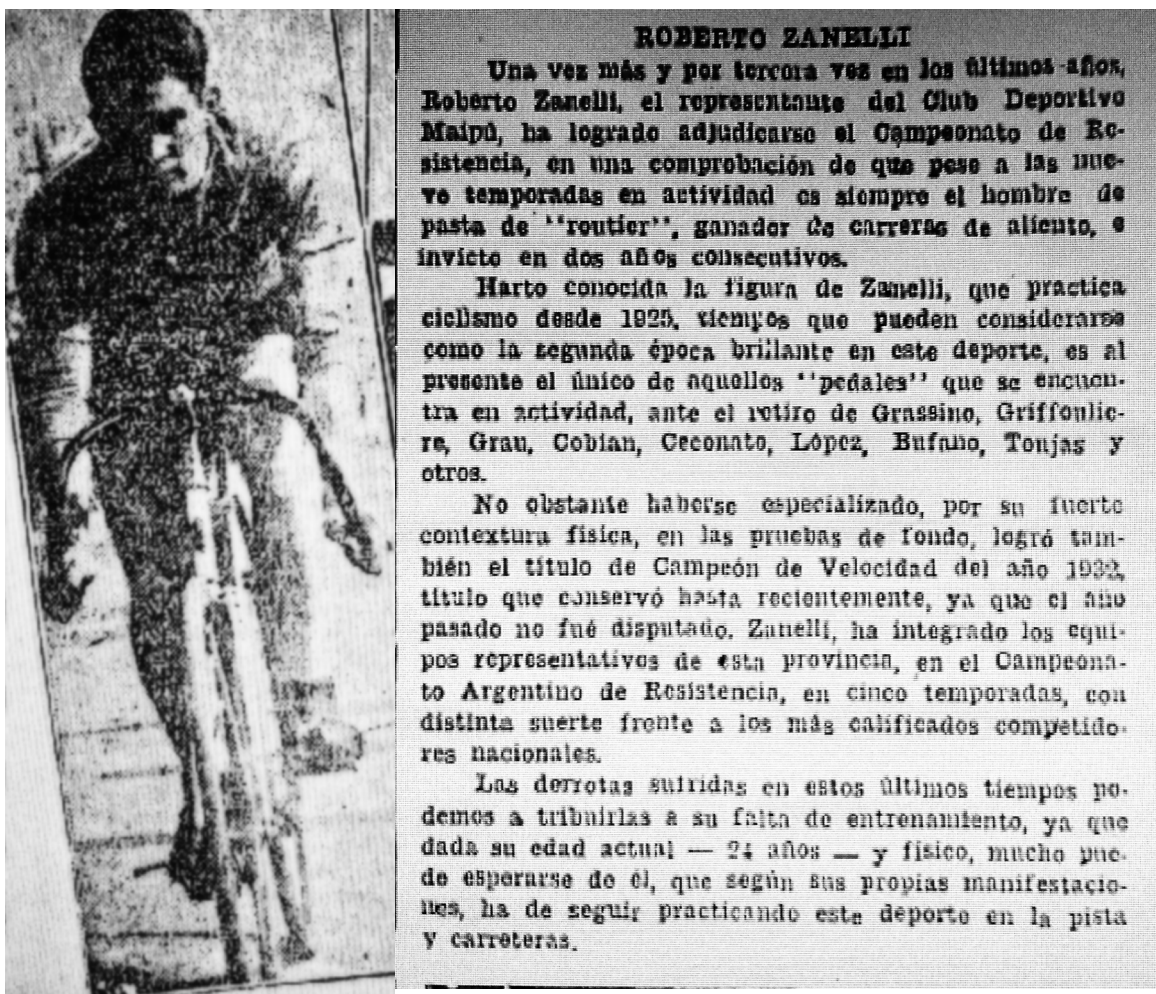 ROBERTO ZANELLI
Una vez más y por tercera vez en los últimos años,
Roberto Zanelli, el representante del Club Deportivo
Maipú, ha logrado adjudicarse el Campeonato de Re-
sistencia, en una comprobación de que pese a las nue-
ve temporadas en actividad es siempre el hombre de
pasta de "routier", ganador de carreras de aliento, e
invicto en dos años consecutivos.
Harto conocida la figura de Zanelli, que practica
ciclismo desde 1925, tiempos que pueden considerarse
como la segunda época brillante en este deporte, es al
presente el único de aquellos "pedales" que se encuen-
tra en actividad, ante el retiro de Grassino, Griffoulie-
re, Grau, Cobian, Ceconato, López, Bufano, Tonjas y
otros.
No obstante haberse especializado, por su fuerte
contextura física, en las pruebas de fondo, logró tam-
bién el título de Campeón de Velocidad del año 1932,
título que conservó hasta recientemente, ya que el año
pasado no fué disputado. Zanelli, ha integrado los equi-
pos representativos de esta provincia, en el Campeona-
to Argentino de Resistencia, en cinco temporadas, con
distinta suerte frente a los más calificados competido-
res nacionales.
Las derrotas sufridas en estos últimos tiempos po-
demos a tribuirlas a su falta de entrenamiento, ya que
dada su edad actual — 24 años — y físico, mucho pue-
de esperarse de él, que según sus propias manifestacio-
nes, ha de seguir practicando este deporte en la pista
y carreteras.